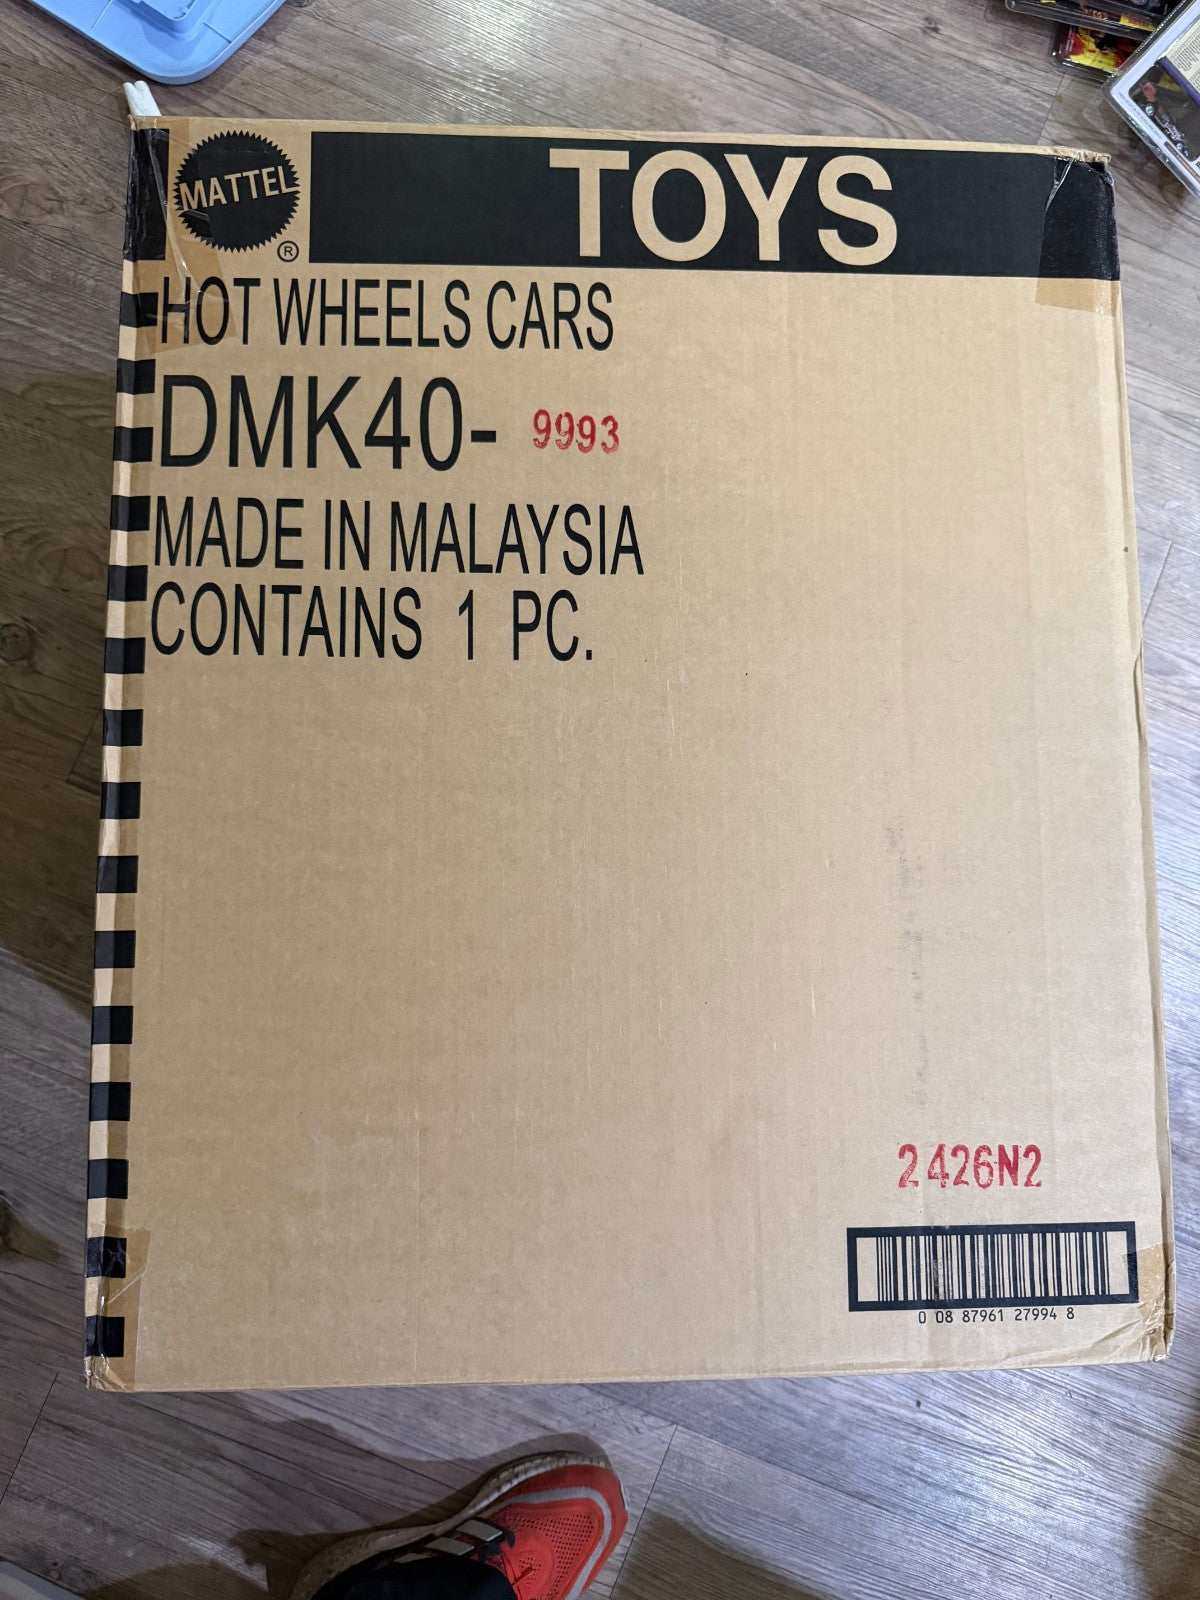 MATTEL
®
TOYS
HOT WHEELS CARS
DMK40- 9993
MADE IN MALAYSIA
CONTAINS 1 PC.
2426N2
0 08 87961 27994 8